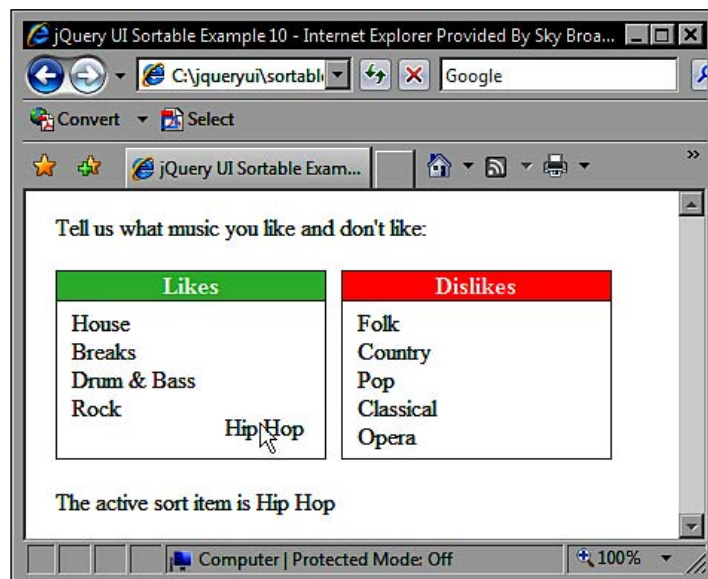 jQuery UI Sortable Example 10 - Internet Explorer Provided By Sky Broa...
C:\jqueryui\sortabl
Google
Convert
Select
jQuery UI Sortable Exam...
»
Tell us what music you like and don't like:
Likes
House
Breaks
Drum & Bass
Rock
Hip Hop
Dislikes
Folk
Country
Pop
Classical
Opera
The active sort item is Hip Hop
Computer | Protected Mode: Off
100%